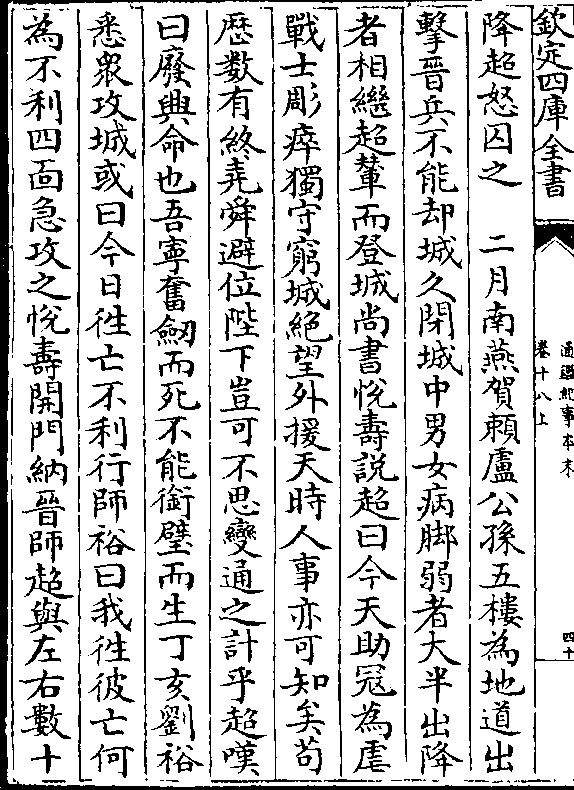 欽定四庫全書
通鑑紀事本末
卷十八上
四十
降超怒囚之　二月南燕賀頼盧公孫五樓為地道出
擊晉兵不能却城久閉城中男女病脚弱者大半出降
者相繼超輦而登城尚書悅壽説超曰今天助冦為虐
戰士彫瘁獨守窮城絶望外援天時人事亦可知矣苟
歴数有終堯舜避位陛下豈可不思變通之計乎超嘆
曰廢興命也吾寜奮劒而死不能銜璧而生丁亥劉裕
悉衆攻城或曰今日徃亡不利行師裕曰我徃彼亡何
為不利四面急攻之悅壽開門納晉師超與左右數十